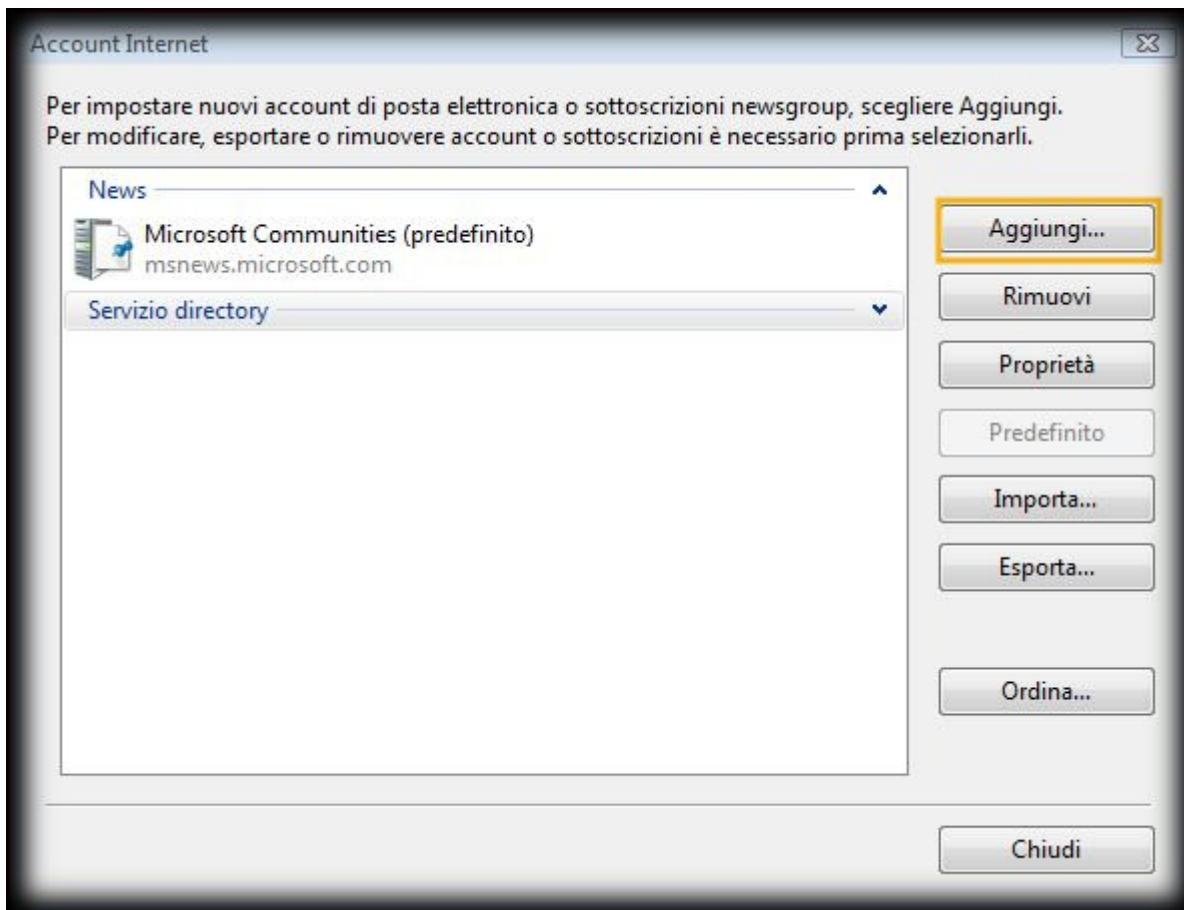 Account Internet
Per impostare nuovi account di posta elettronica o sottoscrizioni newsgroup, scegliere Aggiungi.
Per modificare, esportare o rimuovere account o sottoscrizioni è necessario prima selezionarli.
News
Microsoft Communities (predefinito)
msnews.microsoft.com
Servizio directory
Aggiungi...
Rimuovi
Proprietà
Predefinito
Importa...
Esporta...
Ordina...
Chiudi